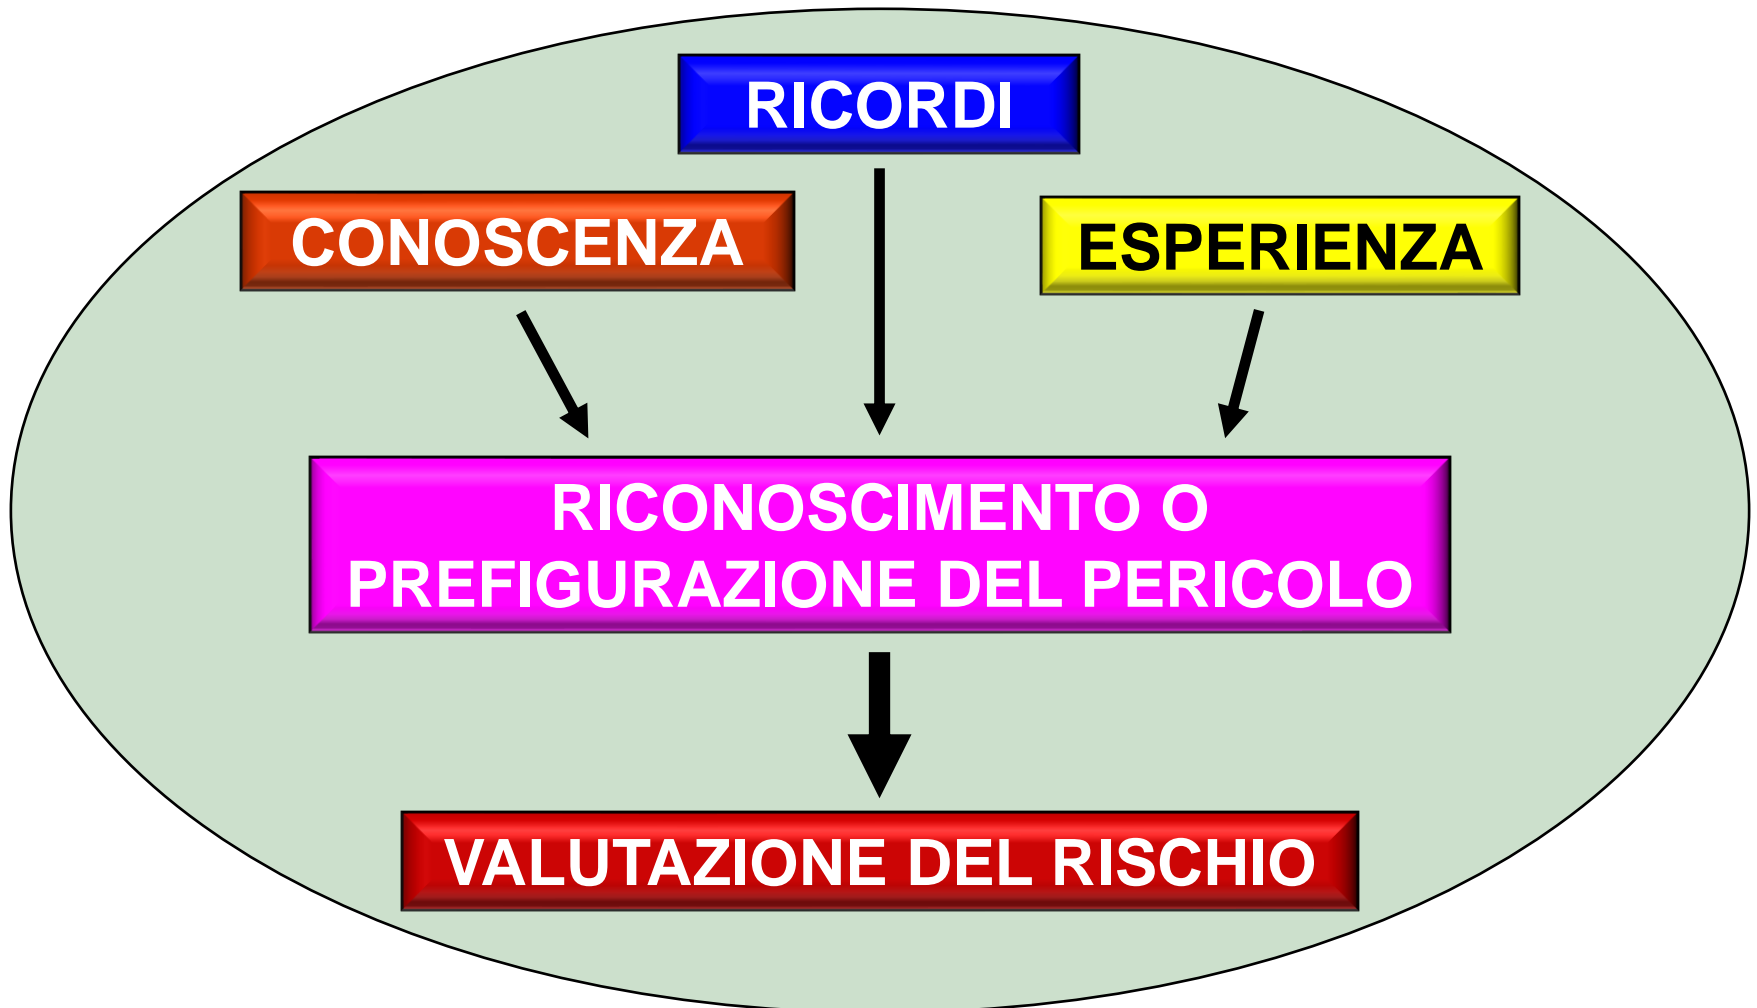 RICORDI
CONOSCENZA
ESPERIENZA
RICONOSCIMENTO O
PREFIGURAZIONE DEL PERICOLO
VALUTAZIONE DEL RISCHIO